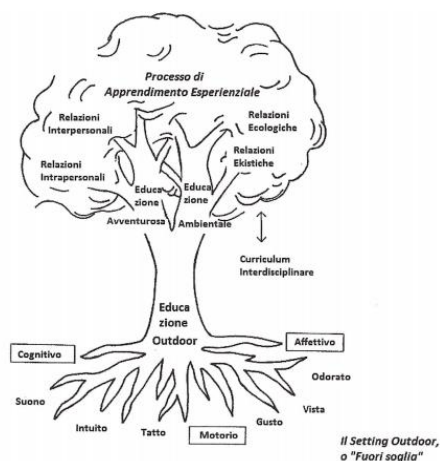 Processo di
Apprendimento Esperienziale
Relazioni
Interpersonali
Relazioni
Ecologiche
Relazioni
Intrapersonali
Relazioni
Ekistiche
Educa
zione
Avventurosa
Educa
zione
Ambientale
Curriculum
Interdisciplinare
Educa
zione
Outdoor
Cognitivo
Affettivo
Suono
Intuito
Tatto
Motorio
Gusto
Vista
Odorato
Il Setting Outdoor,
o "Fuori soglia"